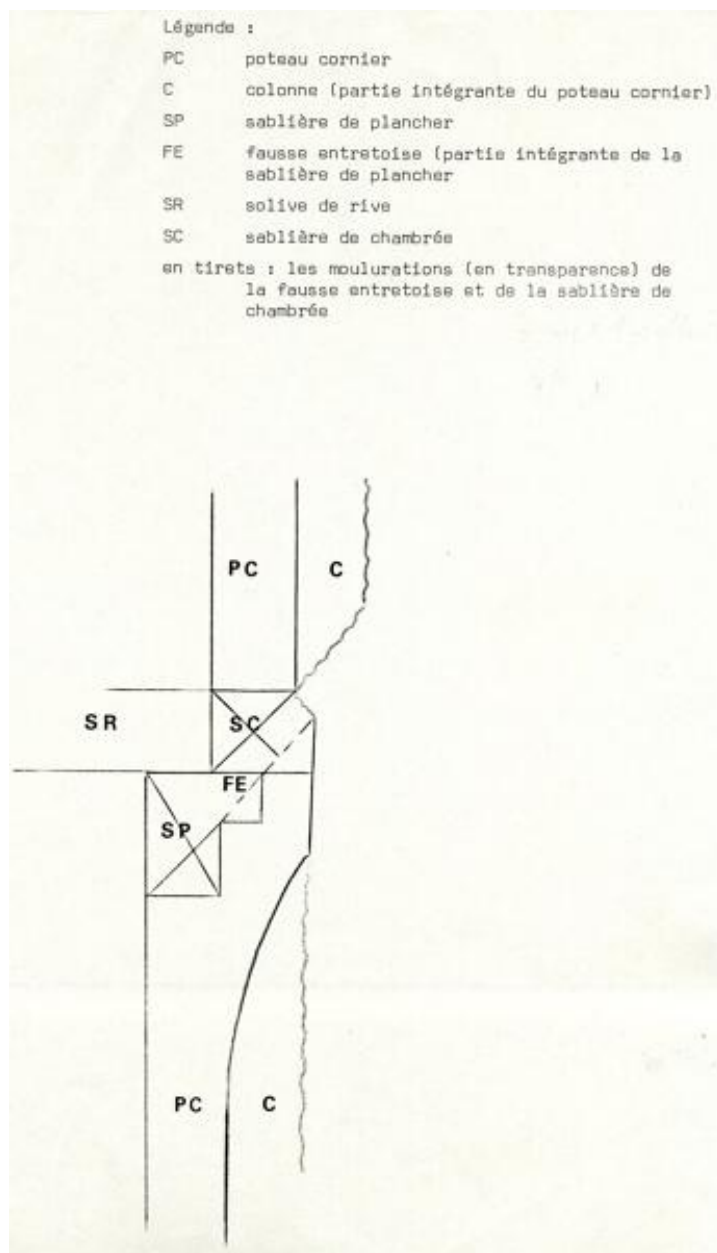 Légende :
PC poteau cornier
C colonne (partie intégrante du poteau cornier)
SP sablière de plancher
FE fausse entretoise (partie intégrante de la
sablière de plancher
SR solive de rive
SC sablière de chambrée
en tirets : les moulurations (en transparence) de
la fausse entretoise et de la sablière de
chambrée
PC C
SR SC
FE
SP
PC C